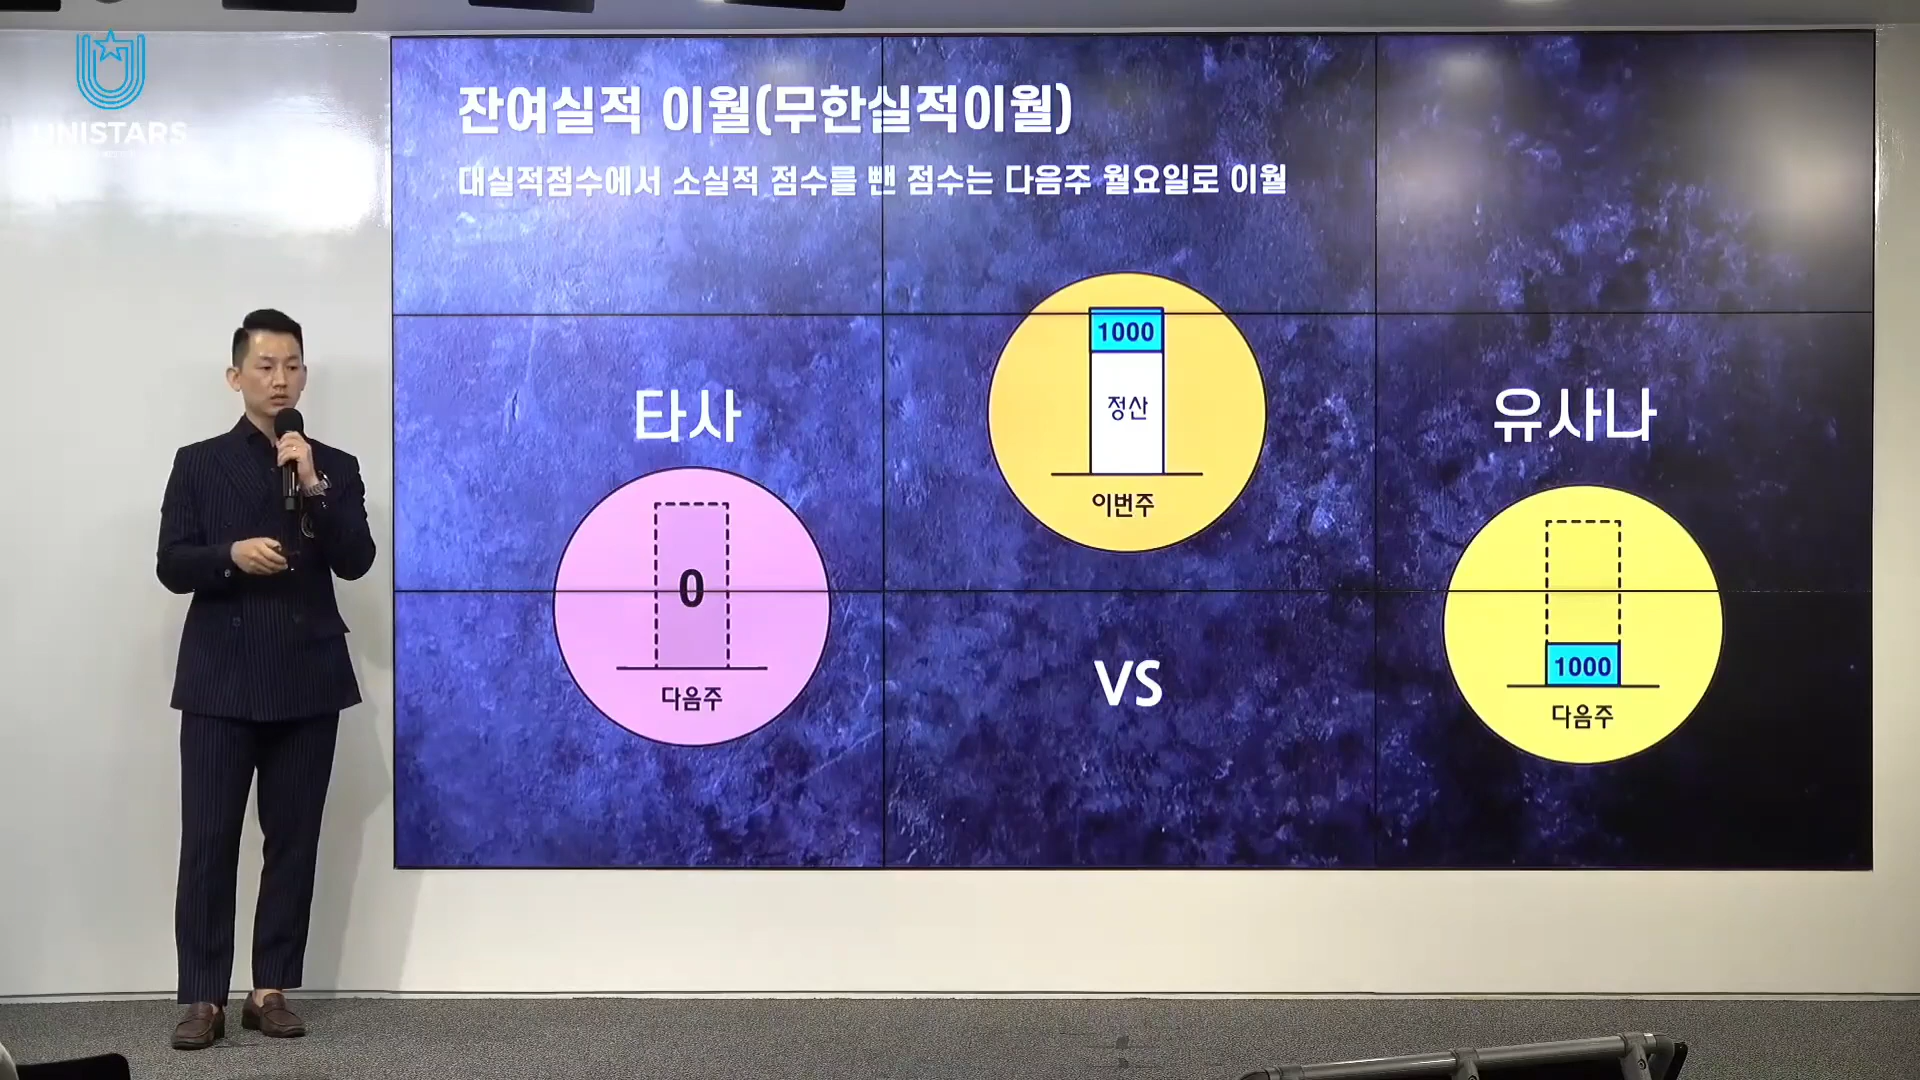 UNISTARS
잔여실적 이월(무한실적이월)
대실적점수에서 소실적 점수를 뺀 점수는 다음주 월요일로 이월
1000
정산
이번주
타사
0
다음주
VS
유사나
1000
다음주